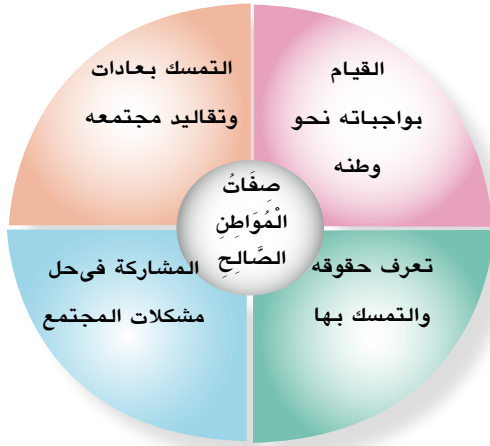 القيام
بواجباته نحو
وطنه
التمسك بعادات
وتقاليد مجتمعه
صِفَاتُ
الْمُوَاطِنِ
الصَّالِحِ
تعرف حقوقه
والتمسك بها
المشاركة فى حل
مشكلات المجتمع